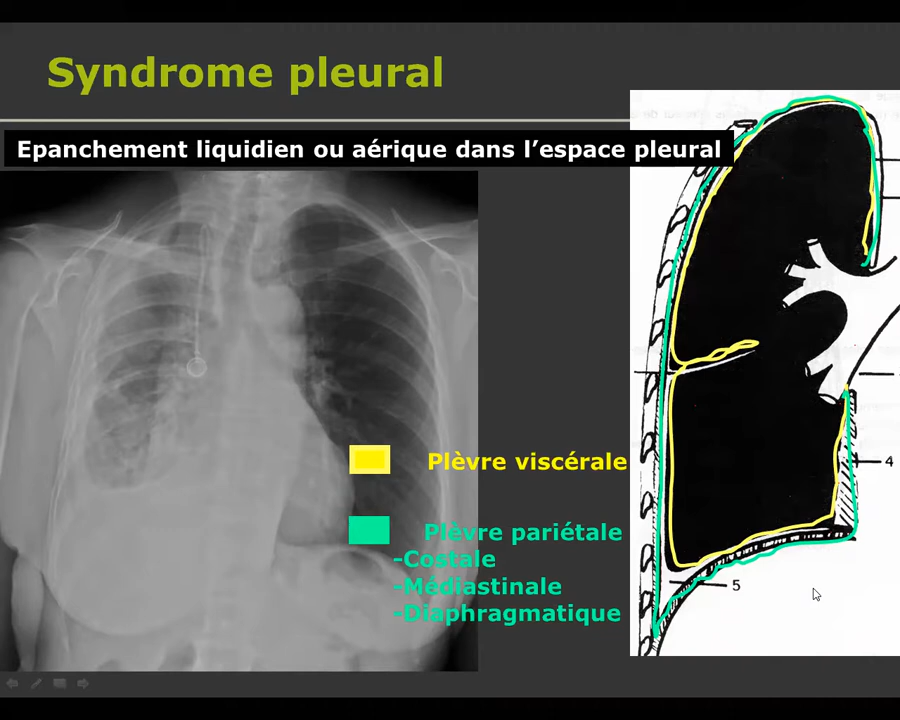 Syndrome pleural
Epanchement liquidien ou aérique dans l’espace pleural
Plèvre viscérale
Plèvre pariétale
-Costale
-Médiastinale
-Diaphragmatique
4
5